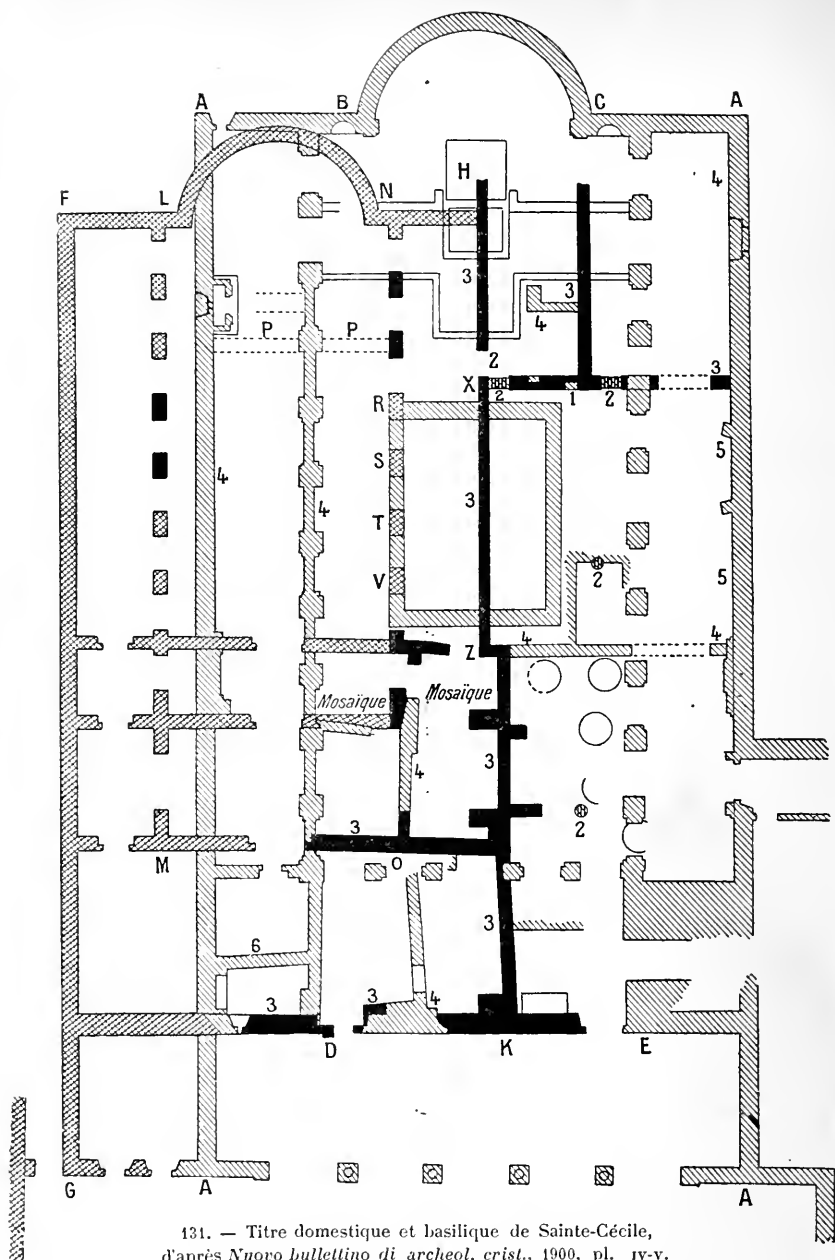 A B C A
H 4
F L N
3 3
4
P P
2
X 2 1 2 3
R
5
S
4 4 3
T
2 5
V
4 4
Z
Mosaïque Mosaïque
4 3
3 2
M O
3
6
3 3 4
D K E
G A A
131. — Titre domestique et basilique de Sainte-Cécile,
d'après Nuovo bullettino di archeol. crist., 1900, pl. IV-V.